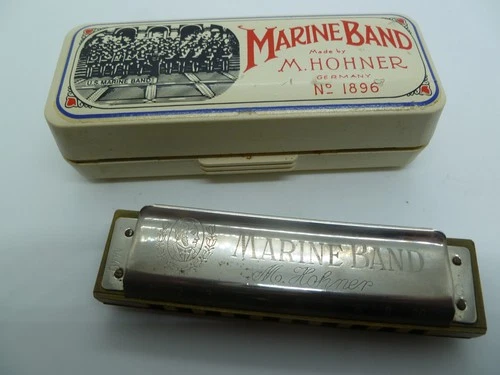 U.S. MARINE BAND
MARINE BAND
Made by
M. HOHNER
GERMANY
No 1896
MARINE BAND
M. Hohner